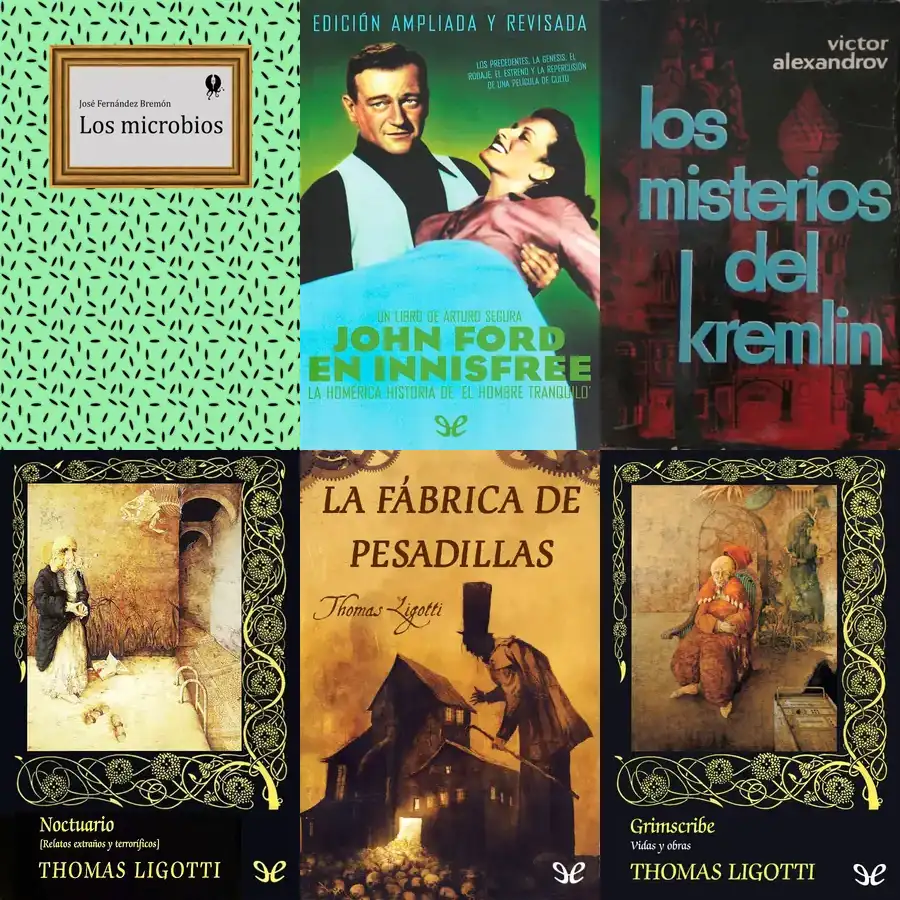 José Fernández Bremón
Los microbios
EDICIÓN AMPLIADA Y REVISADA
LOS PRECEDENTES, LA GENESIS, EL
RODAJE, EL ESTRENO Y LA REPERCUSIÓN
DE UNA PELÍCULA DE CULTO
UN LIBRO DE ARTURO SEGURA
JOHN FORD
EN INNISFREE
LA HOMÉRICA HISTORIA DE 'EL HOMBRE TRANQUILO'
victor
alexandrov
los
misterios
del
kremlin
Noctuario
[Relatos extraños y terroríficos]
THOMAS LIGOTTI
LA FÁBRICA DE
PESADILLAS
Thomas Ligotti
Grimscribe
Vidas y obras
THOMAS LIGOTTI